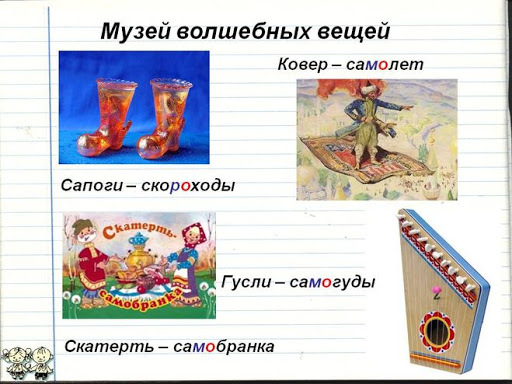 Музей волшебных вещей
Ковер – самолет
Сапоги – скороходы
Скатерть-
самобранка
Гусли – самогуды
Скатерть – самобранка